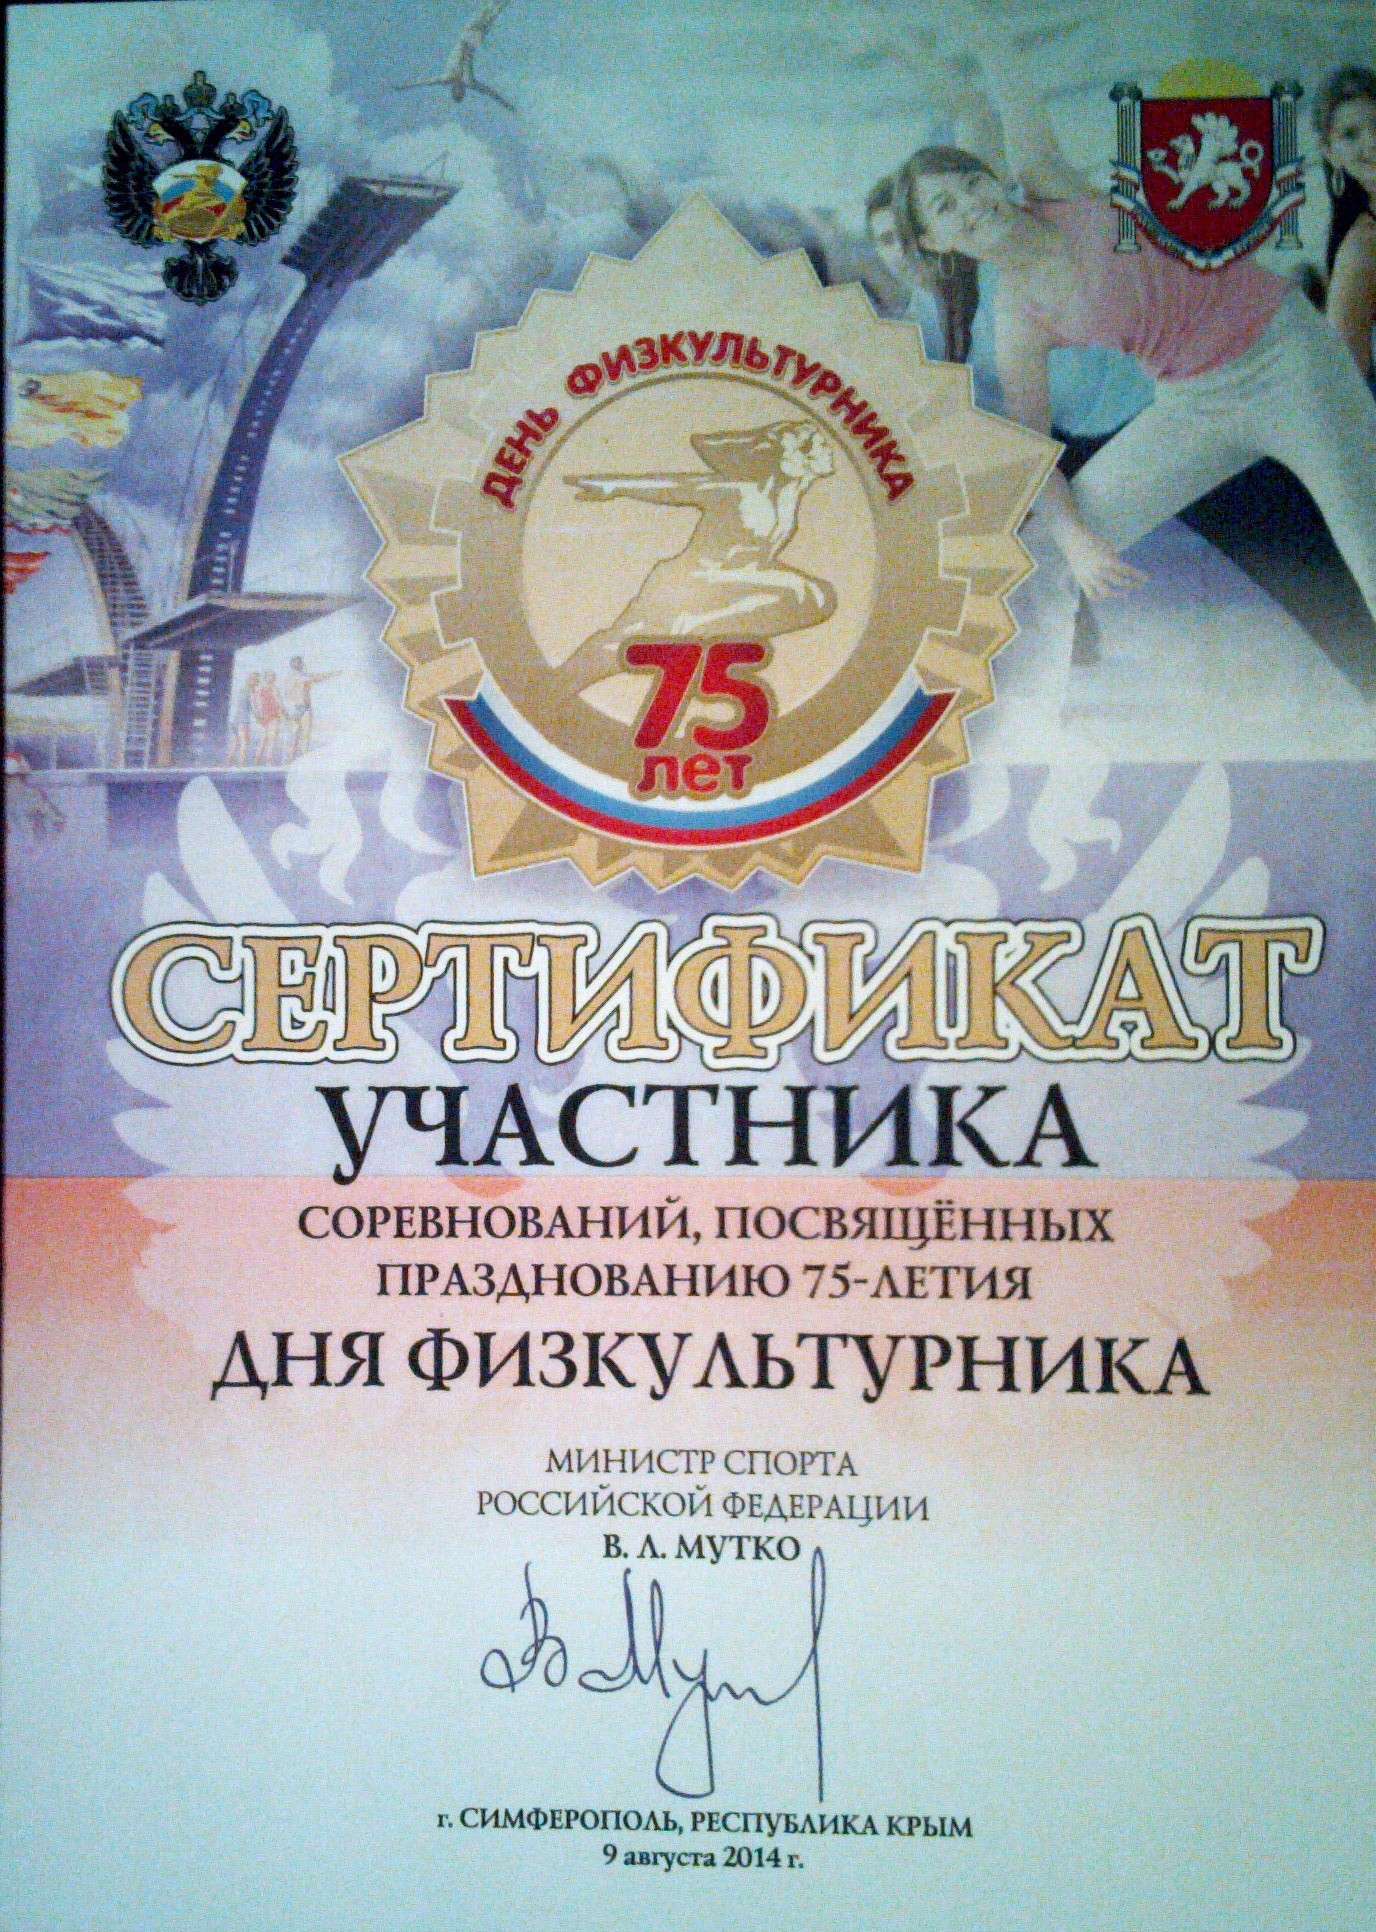 ДЕНЬ ФИЗКУЛЬТУРНИКА
75
лет
СЕРТИФИКАТ
УЧАСТНИКА
СОРЕВНОВАНИЙ, ПОСВЯЩЁННЫХ
ПРАЗДНОВАНИЮ 75-ЛЕТИЯ
ДНЯ ФИЗКУЛЬТУРНИКА
МИНИСТР СПОРТА
РОССИЙСКОЙ ФЕДЕРАЦИИ
В. Л. МУТКО
г. СИМФЕРОПОЛЬ, РЕСПУБЛИКА КРЫМ
9 августа 2014 г.